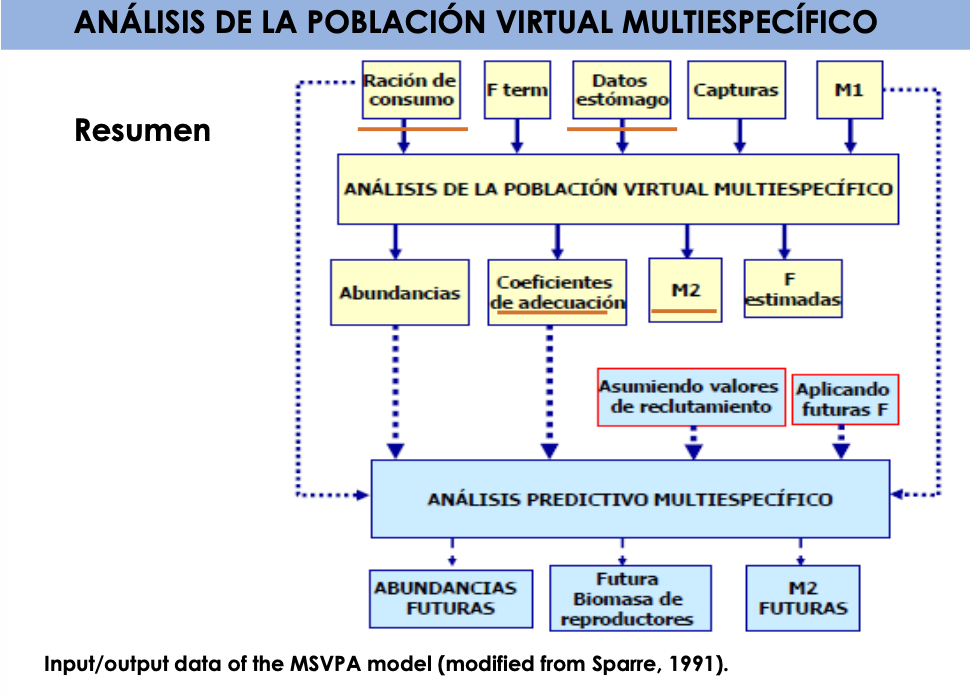 ANÁLISIS DE LA POBLACIÓN VIRTUAL MULTIESPECÍFICO
Resumen
Ración de
consumo
F term
Datos
estómago
Capturas
M1
ANÁLISIS DE LA POBLACIÓN VIRTUAL MULTIESPECÍFICO
Abundancias
Coeficientes
de adecuación
M2
F
estimadas
Asumiendo valores
de reclutamiento
Aplicando
futuras F
ANÁLISIS PREDICTIVO MULTIESPECÍFICO
ABUNDANCIAS
FUTURAS
Futura
Biomasa de
reproductores
M2
FUTURAS
Input/output data of the MSVPA model (modified from Sparre, 1991).